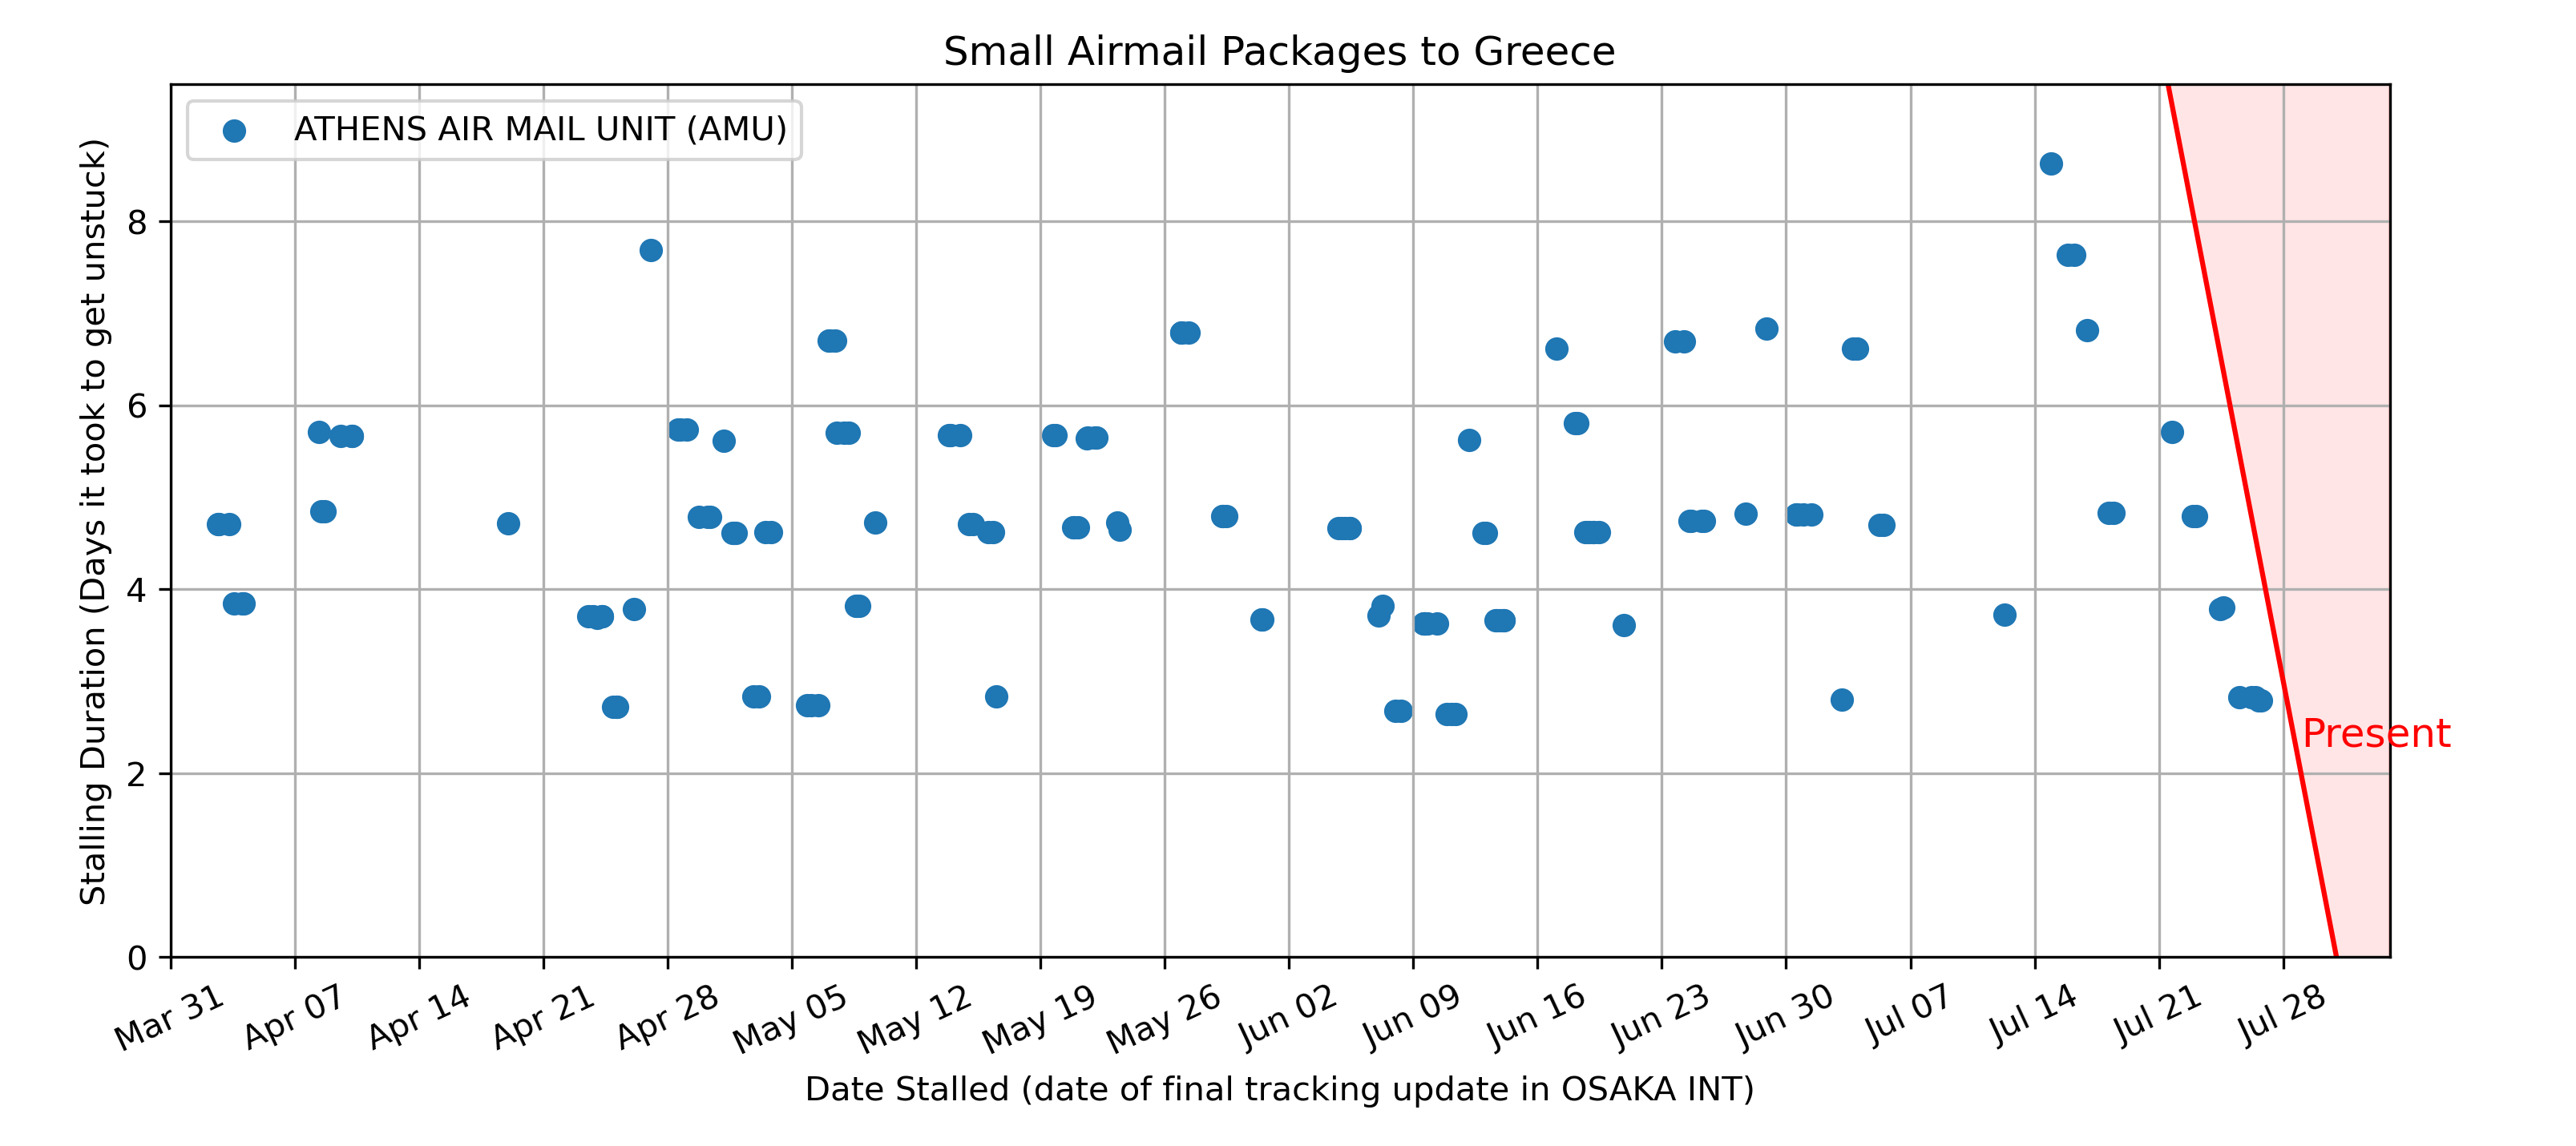 Small Airmail Packages to Greece
ATHENS AIR MAIL UNIT (AMU)
Stalling Duration (Days it took to get unstuck)
8
6
4
2
0
Present
Mar 31
Apr 07
Apr 14
Apr 21
Apr 28
May 05
May 12
May 19
May 26
Jun 02
Jun 09
Jun 16
Jun 23
Jun 30
Jul 07
Jul 14
Jul 21
Jul 28
Date Stalled (date of final tracking update in OSAKA INT)